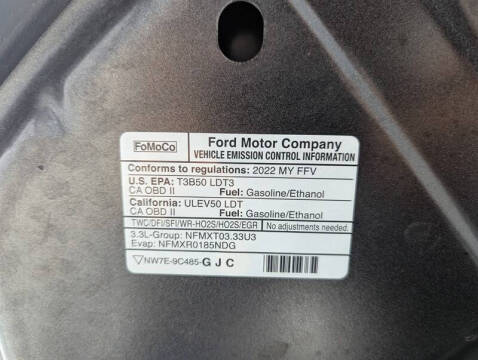 FoMoCo
Ford Motor Company
VEHICLE EMISSION CONTROL INFORMATION
Conforms to regulations: 2022 MY FFV
U.S. EPA: T3B50 LDT3
CA OBD II Fuel: Gasoline/Ethanol
California: ULEV50 LDT
CA OBD II Fuel: Gasoline/Ethanol
TWC/DFI/SFI/WR-HO2S/HO2S/EGR No adjustments needed.
3.3L-Group: NFMXT03.33U3
Evap: NFMXR0185NDG
NW7E-9C485-G J C